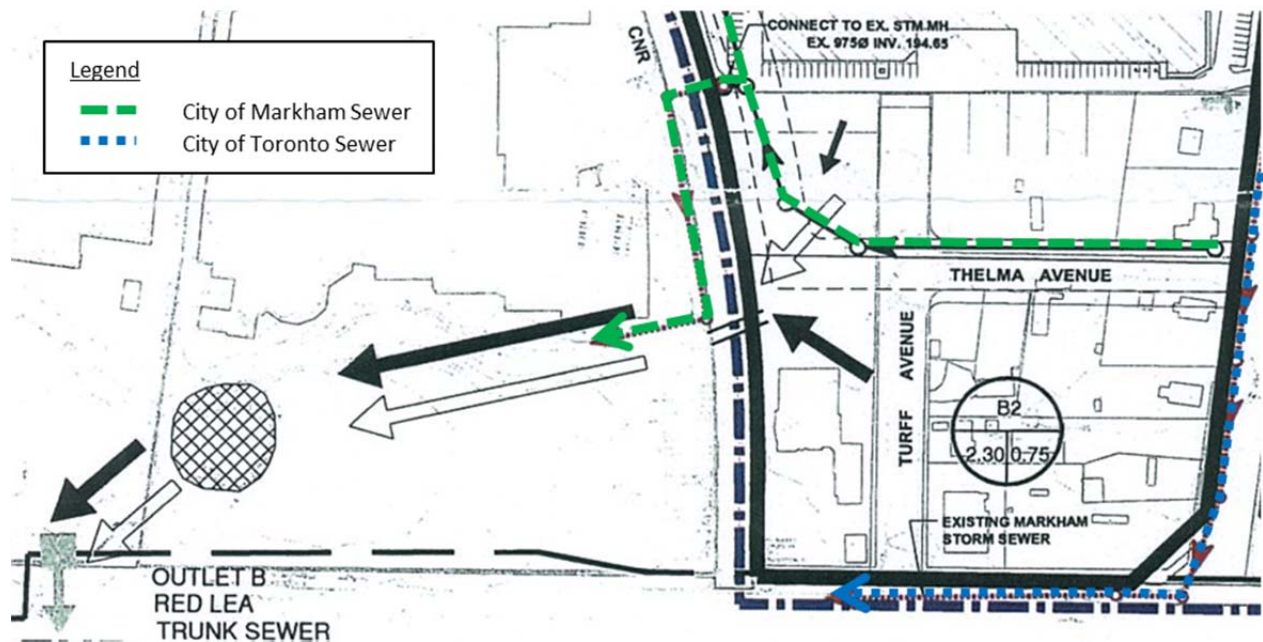 Legend
City of Markham Sewer
City of Toronto Sewer
CNR
CONNECT TO EX. STM MH
EX. 975Ø INV. 194.65
THELMA AVENUE
TURFF AVENUE
B2
2.30 0.75
EXISTING MARKHAM
STORM SEWER
OUTLET B
RED LEA
TRUNK SEWER